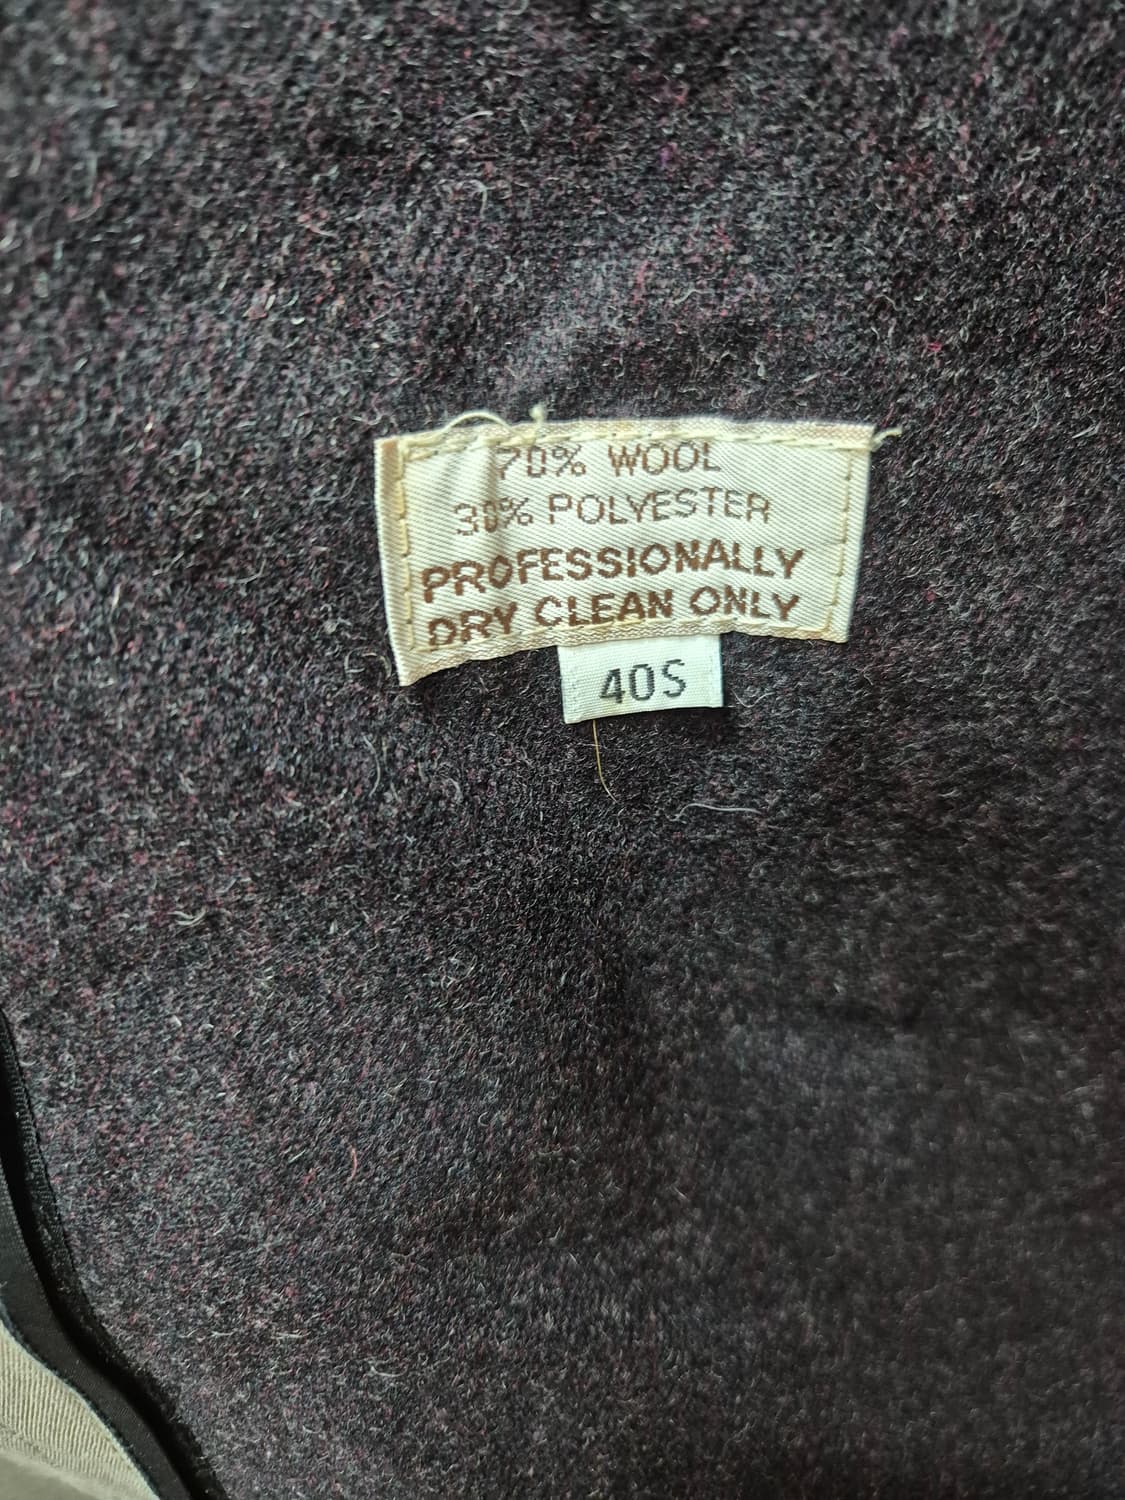 70% WOOL
30% POLYESTER
PROFESSIONALLY
DRY CLEAN ONLY
40S